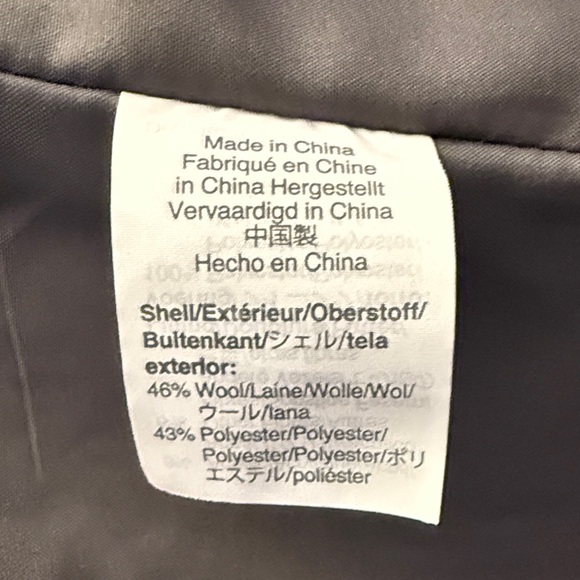 Made in China
Fabriqué en Chine
in China Hergestellt
Vervaardigd in China
中国製
Hecho en China
Shell/Extérieur/Oberstoff/
Buitenkant/シェル/tela
exterior:
46% Wool/Laine/Wolle/Wol/
ウール/lana
43% Polyester/Polyester/
Polyester/Polyester/ポリ
エステル/poliéster